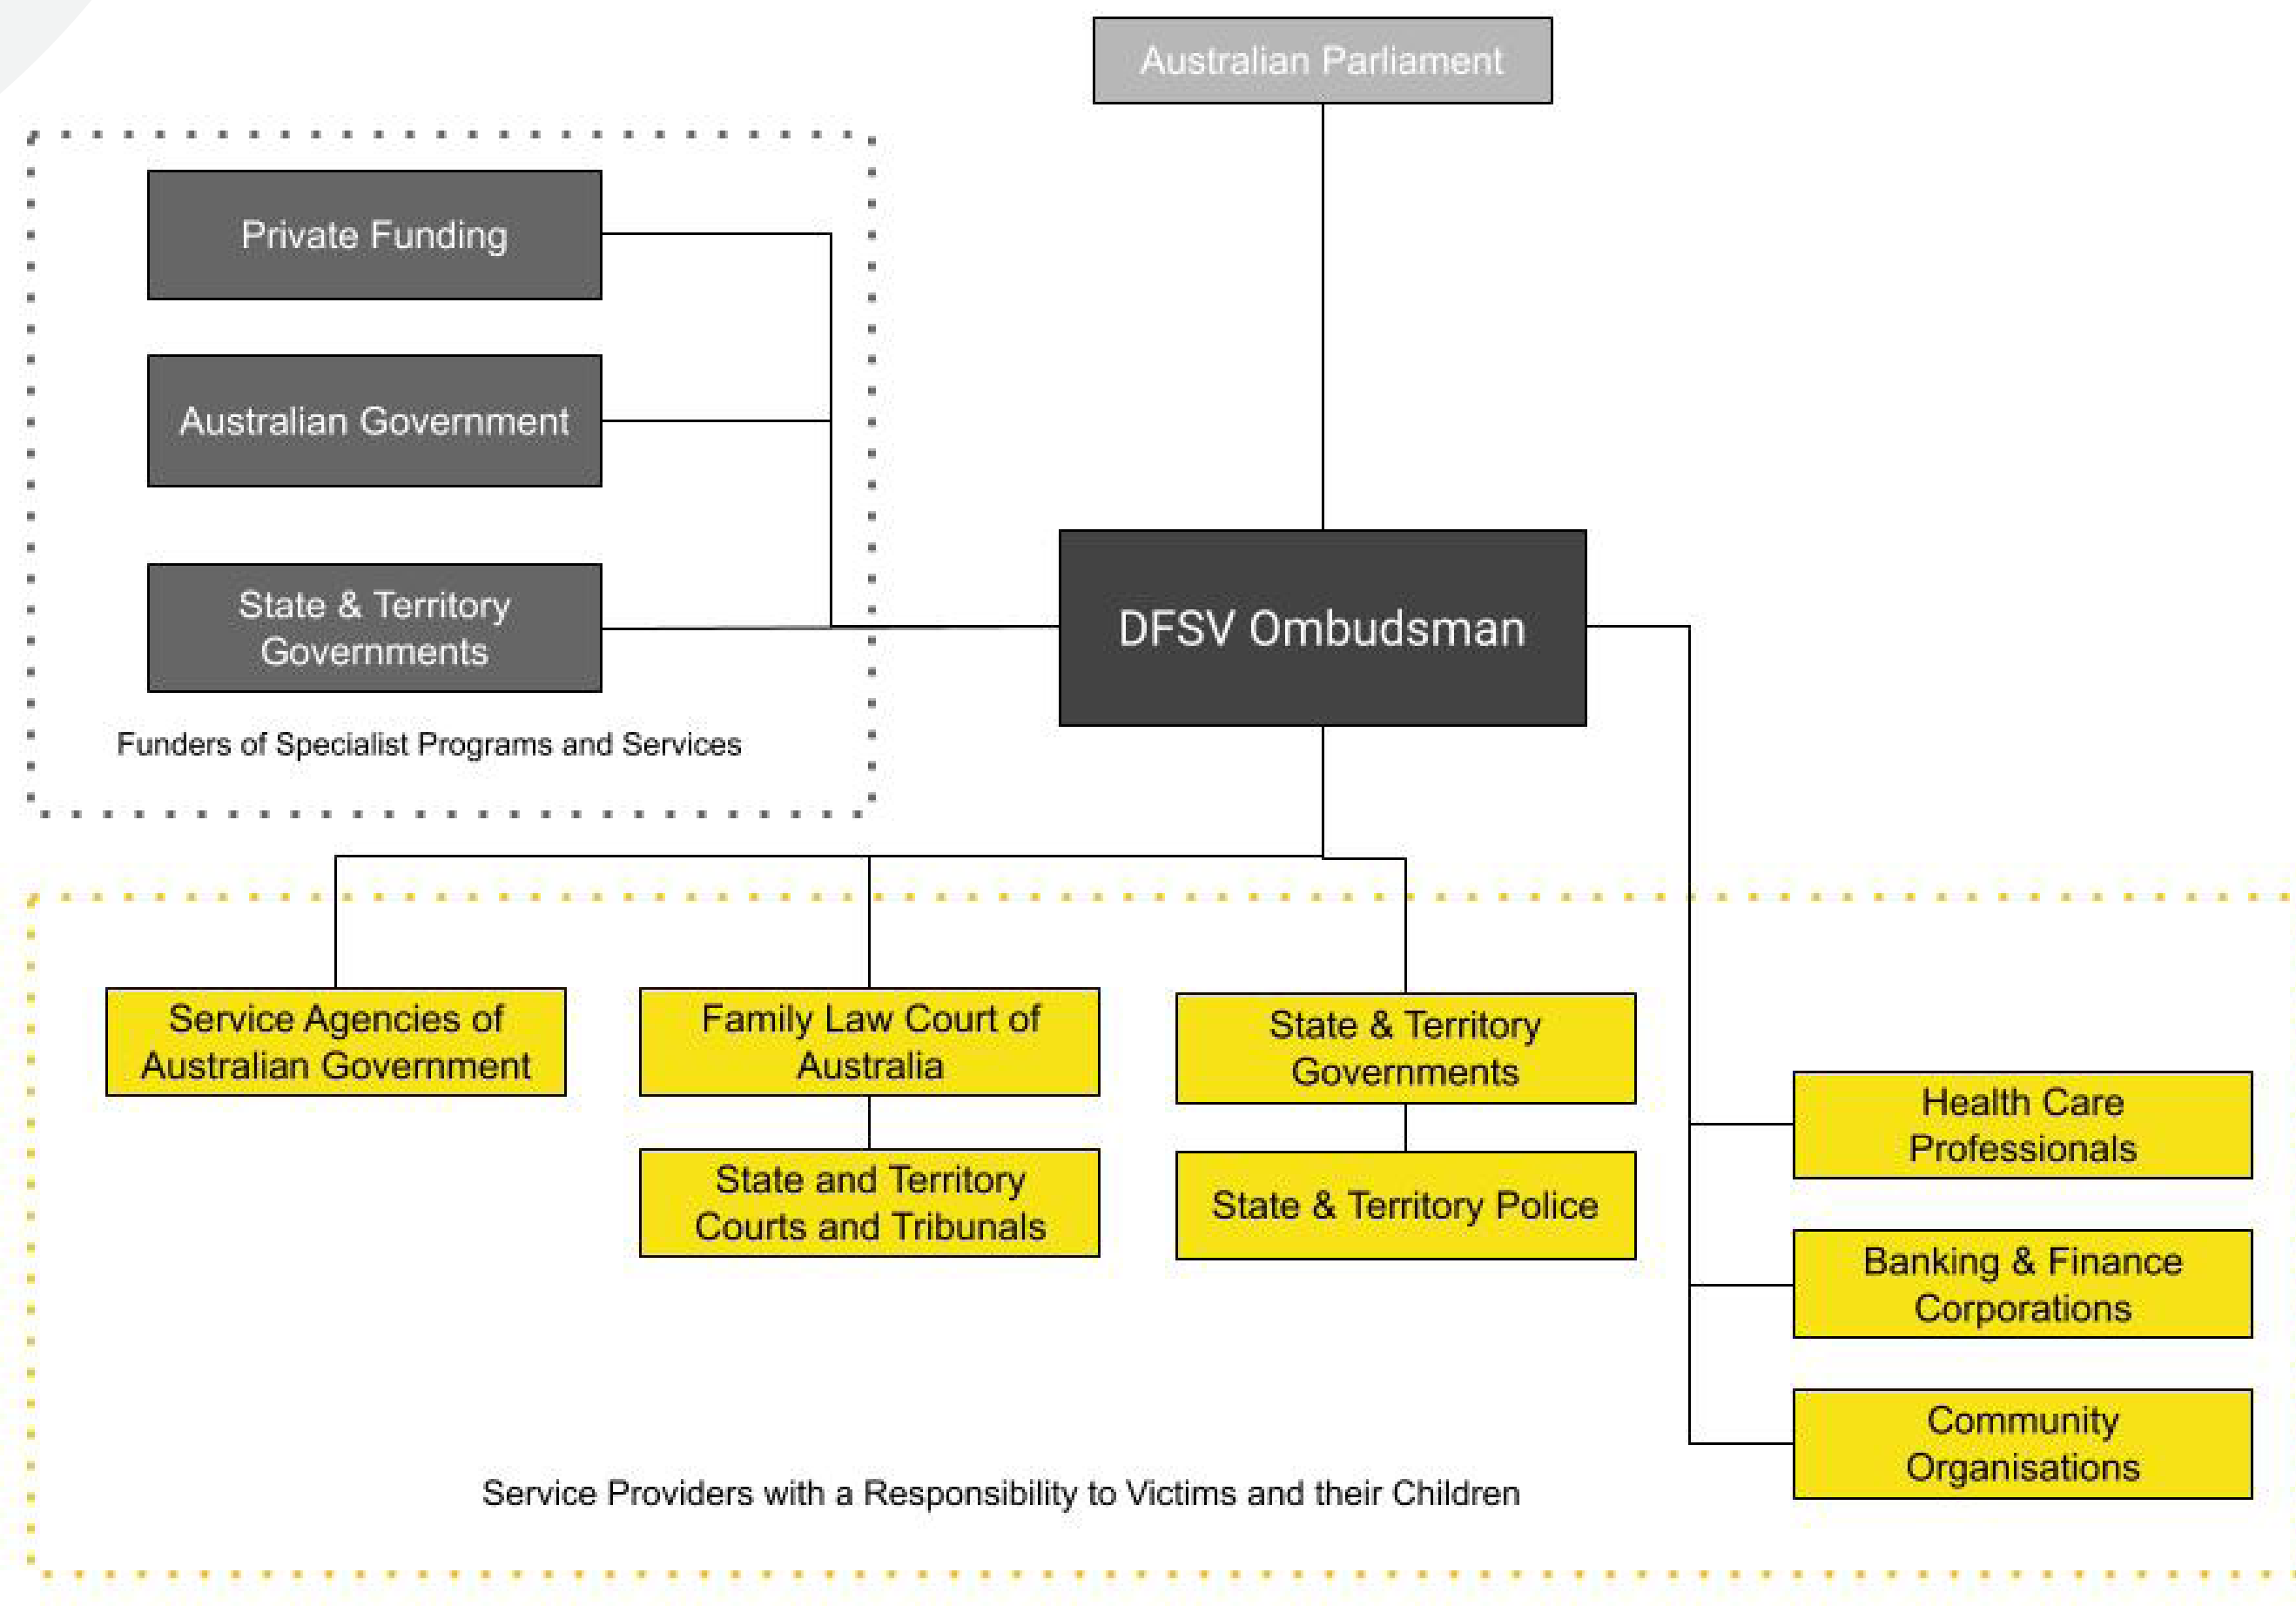 Australian Parliament
Private Funding
Australian Government
State & Territory
Governments
Funders of Specialist Programs and Services
DFSV Ombudsman
Service Agencies of
Australian Government
Family Law Court of
Australia
State and Territory
Courts and Tribunals
State & Territory
Governments
State & Territory Police
Health Care
Professionals
Banking & Finance
Corporations
Community
Organisations
Service Providers with a Responsibility to Victims and their Children